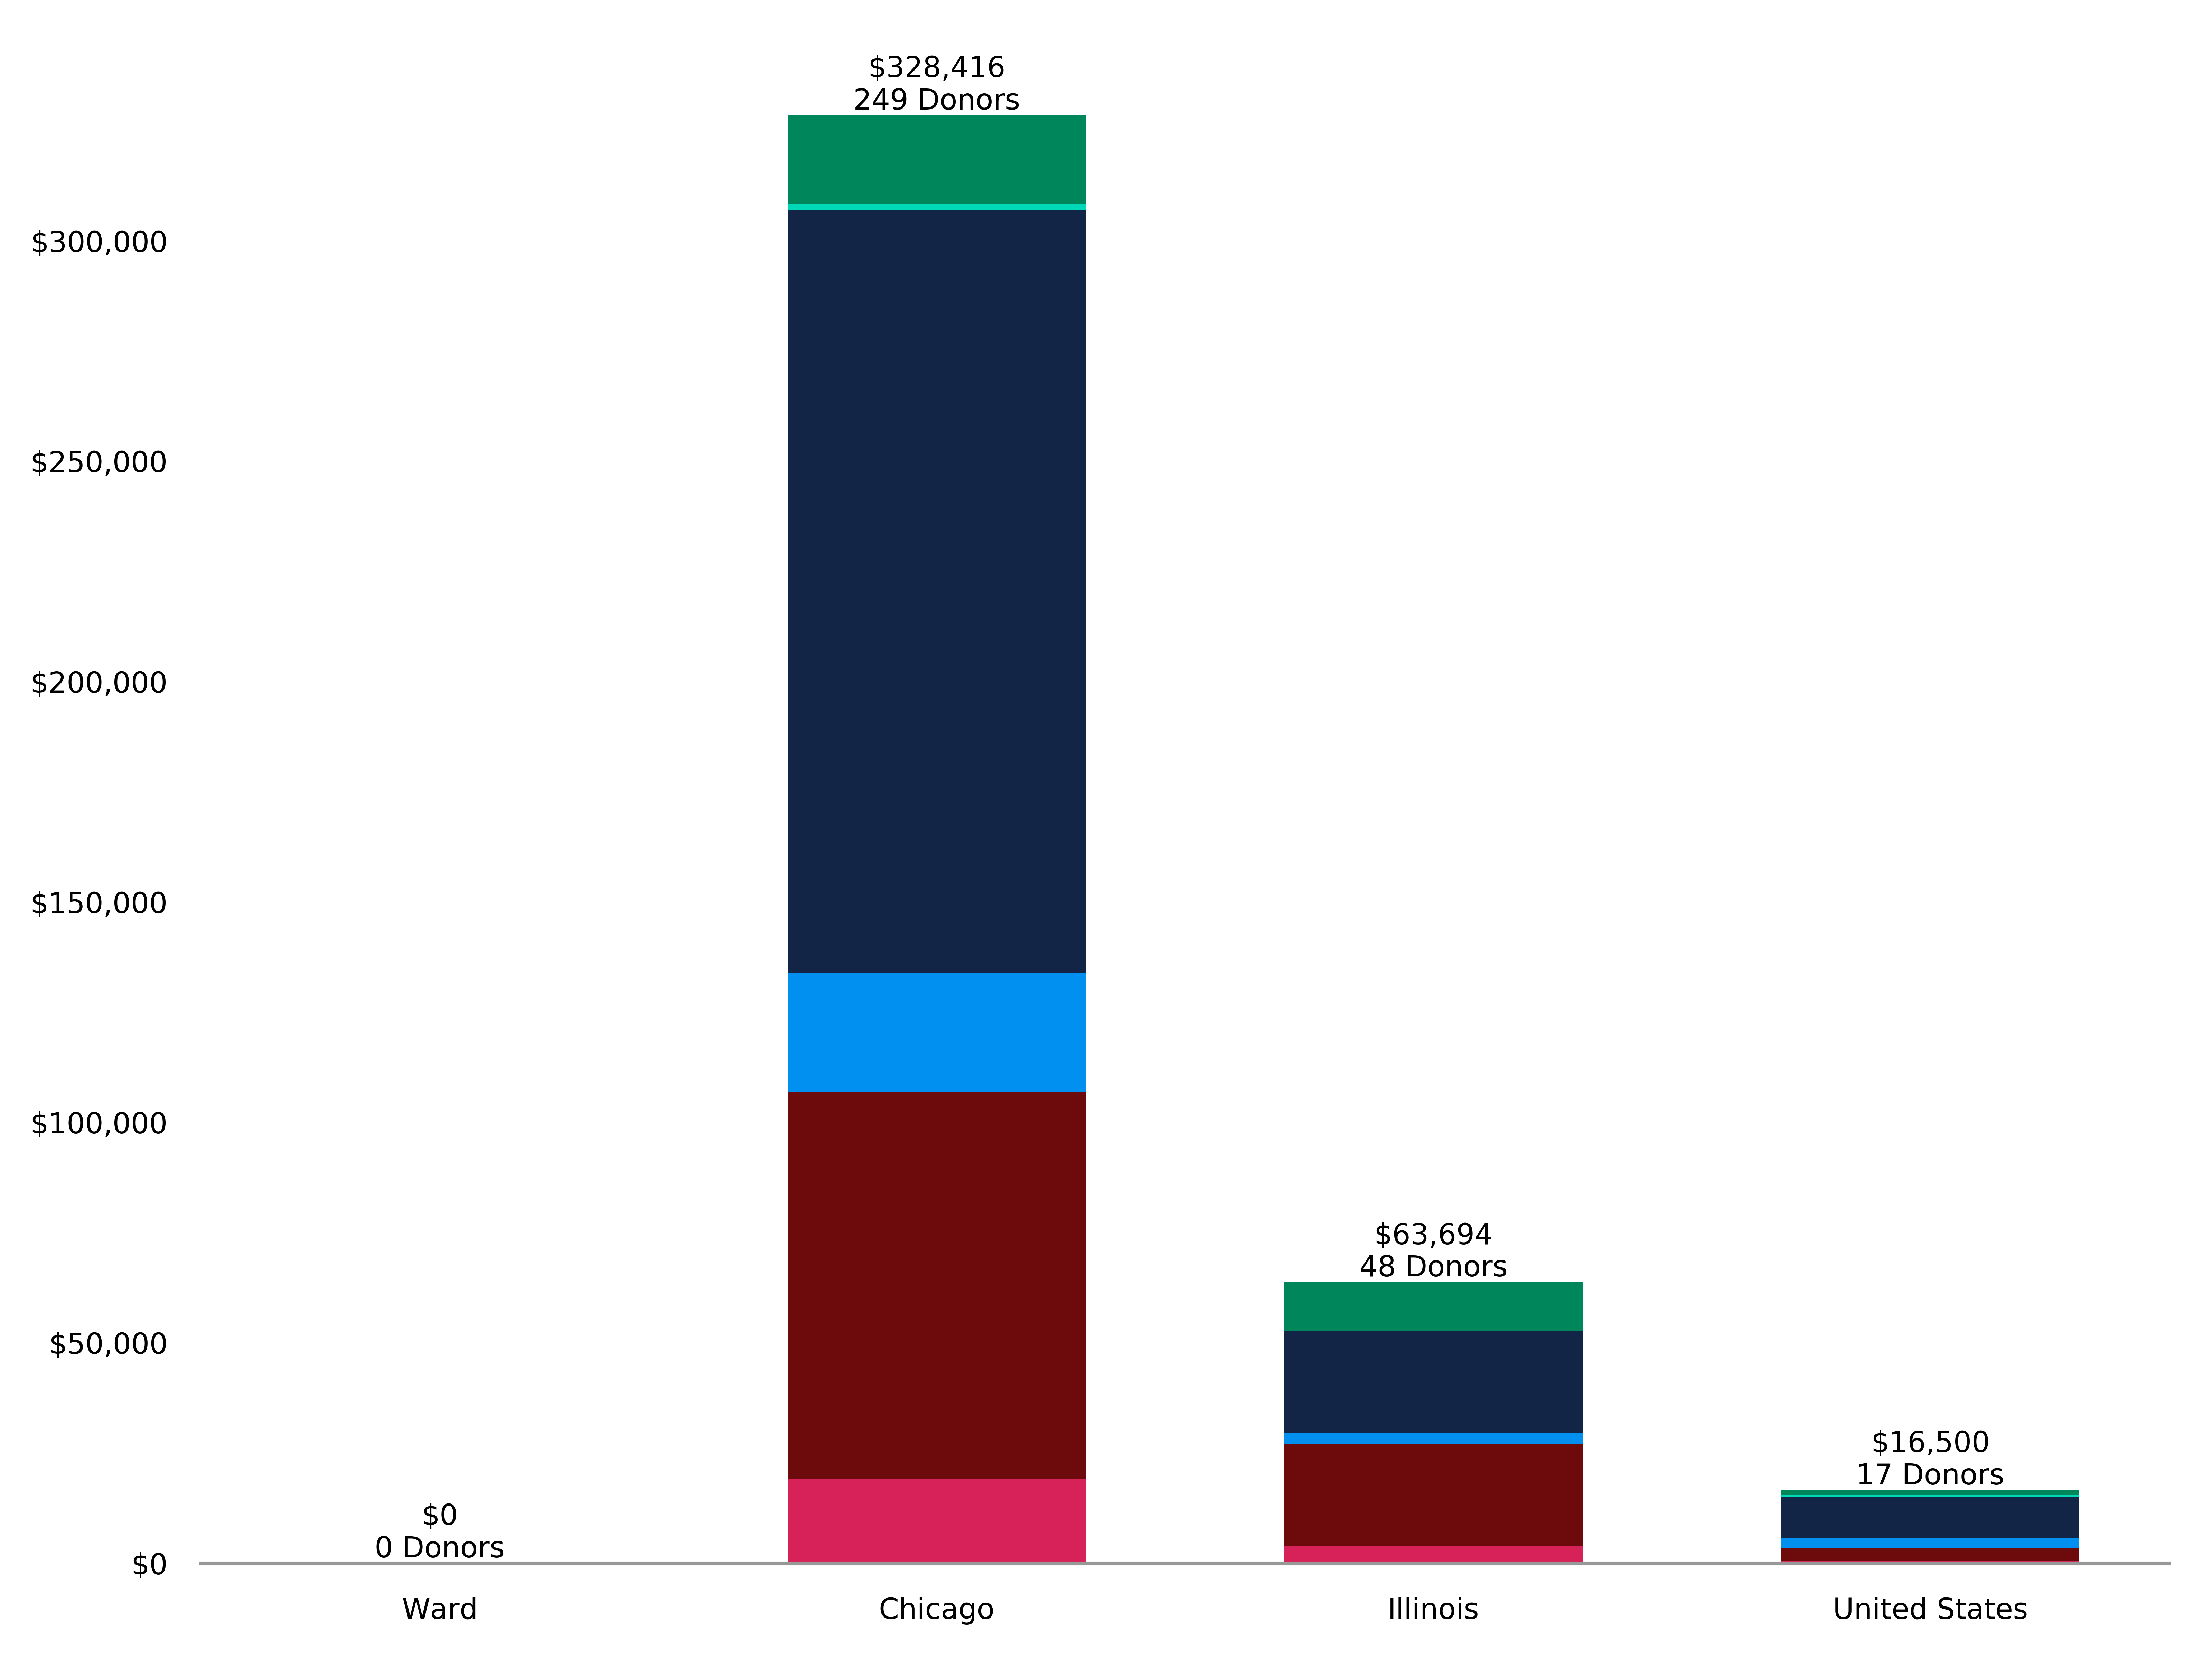 $328,416
249 Donors
$300,000
$250,000
$200,000
$150,000
$100,000
$63,694
48 Donors
$50,000
$16,500
17 Donors
$0
0 Donors
$0
Ward
Chicago
Illinois
United States